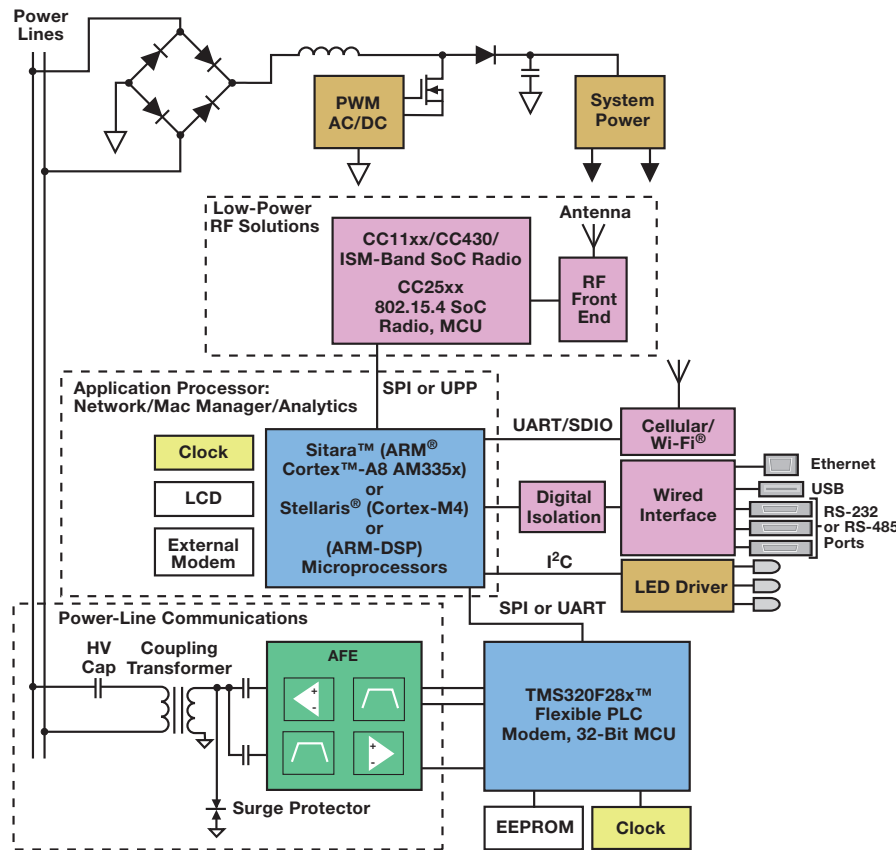 Power
Lines
PWM
AC/DC
System
Power
Low-Power
RF Solutions
Antenna
CC11xx/CC430/
ISM-Band SoC Radio
CC25xx
802.15.4 SoC
Radio, MCU
RF
Front
End
SPI or UPP
Application Processor:
Network/Mac Manager/Analytics
Clock
LCD
External
Modem
Sitara™ (ARM®
Cortex™-A8 AM335x)
or
Stellaris® (Cortex-M4)
or
(ARM-DSP)
Microprocessors
UART/SDIO
Cellular/
Wi-Fi®
Digital
Isolation
Wired
Interface
Ethernet
USB
RS-232
or RS-485
Ports
I²C
LED Driver
SPI or UART
Power-Line Communications
HV
Cap
Coupling
Transformer
AFE
+
-
+
-
Surge Protector
TMS320F28x™
Flexible PLC
Modem, 32-Bit MCU
EEPROM
Clock